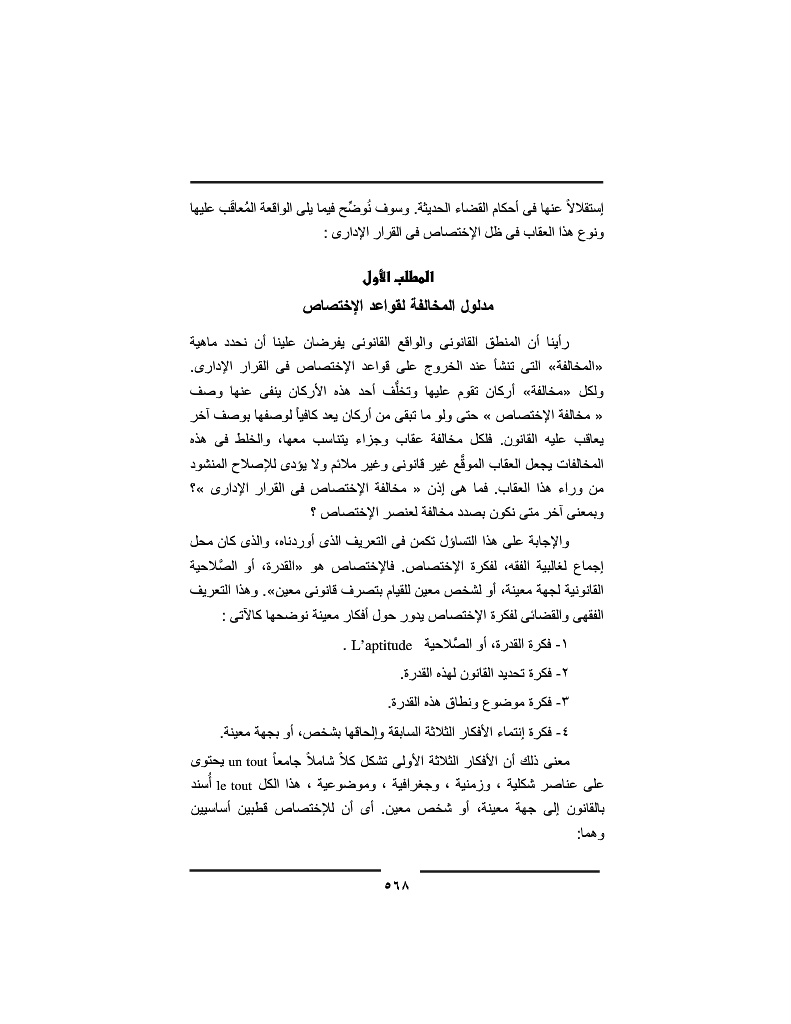 إستقلالاً عنها فى أحكام القضاء الحديثة. وسوف نُوضِّح فيما يلى الواقعة المُعاقَب عليها
ونوع هذا العقاب فى ظل الإختصاص فى القرار الإدارى :
المطلب الأول
مدلول المخالفة لقواعد الإختصاص
رأينا أن المنطق القانونى والواقع القانونى يفرضان علينا أن نحدد ماهية
«المخالفة» التى تنشأ عند الخروج على قواعد الإختصاص فى القرار الإدارى.
ولكل «مخالفة» أركان تقوم عليها وتخلُّف أحد هذه الأركان ينفى عنها وصف
« مخالفة الإختصاص » حتى ولو ما تبقى من أركان يعد كافياً لوصفها بوصف آخر
يعاقب عليه القانون. فلكل مخالفة عقاب وجزاء يتناسب معها، والخلط فى هذه
المخالفات يجعل العقاب الموقَّع غير قانونى وغير ملائم ولا يؤدى للإصلاح المنشود
من وراء هذا العقاب. فما هى إذن « مخالفة الإختصاص فى القرار الإدارى »؟
وبمعنى آخر متى نكون بصدد مخالفة لعنصر الإختصاص ؟
والإجابة على هذا التساؤل تكمن فى التعريف الذى أوردناه، والذى كان محل
إجماع لغالبية الفقه، لفكرة الإختصاص. فالإختصاص هو «القدرة، أو الصَّلاحية
القانونية لجهة معينة، أو لشخص معين للقيام بتصرف قانونى معين». وهذا التعريف
الفقهى والقضائى لفكرة الإختصاص يدور حول أفكار معينة نوضحها كالآتى :
١- فكرة القدرة، أو الصَّلاحية L’aptitude .
٢- فكرة تحديد القانون لهذه القدرة.
٣- فكرة موضوع ونطاق هذه القدرة.
٤- فكرة إنتماء الأفكار الثلاثة السابقة وإلحاقها بشخص، أو بجهة معينة.
معنى ذلك أن الأفكار الثلاثة الأولى تشكل كلاً شاملاً جامعاً un tout يحتوى
على عناصر شكلية ، وزمنية ، وجغرافية ، وموضوعية ، هذا الكل le tout أُسند
بالقانون إلى جهة معينة، أو شخص معين. أى أن للإختصاص قطبين أساسيين
وهما:
٥٦٨